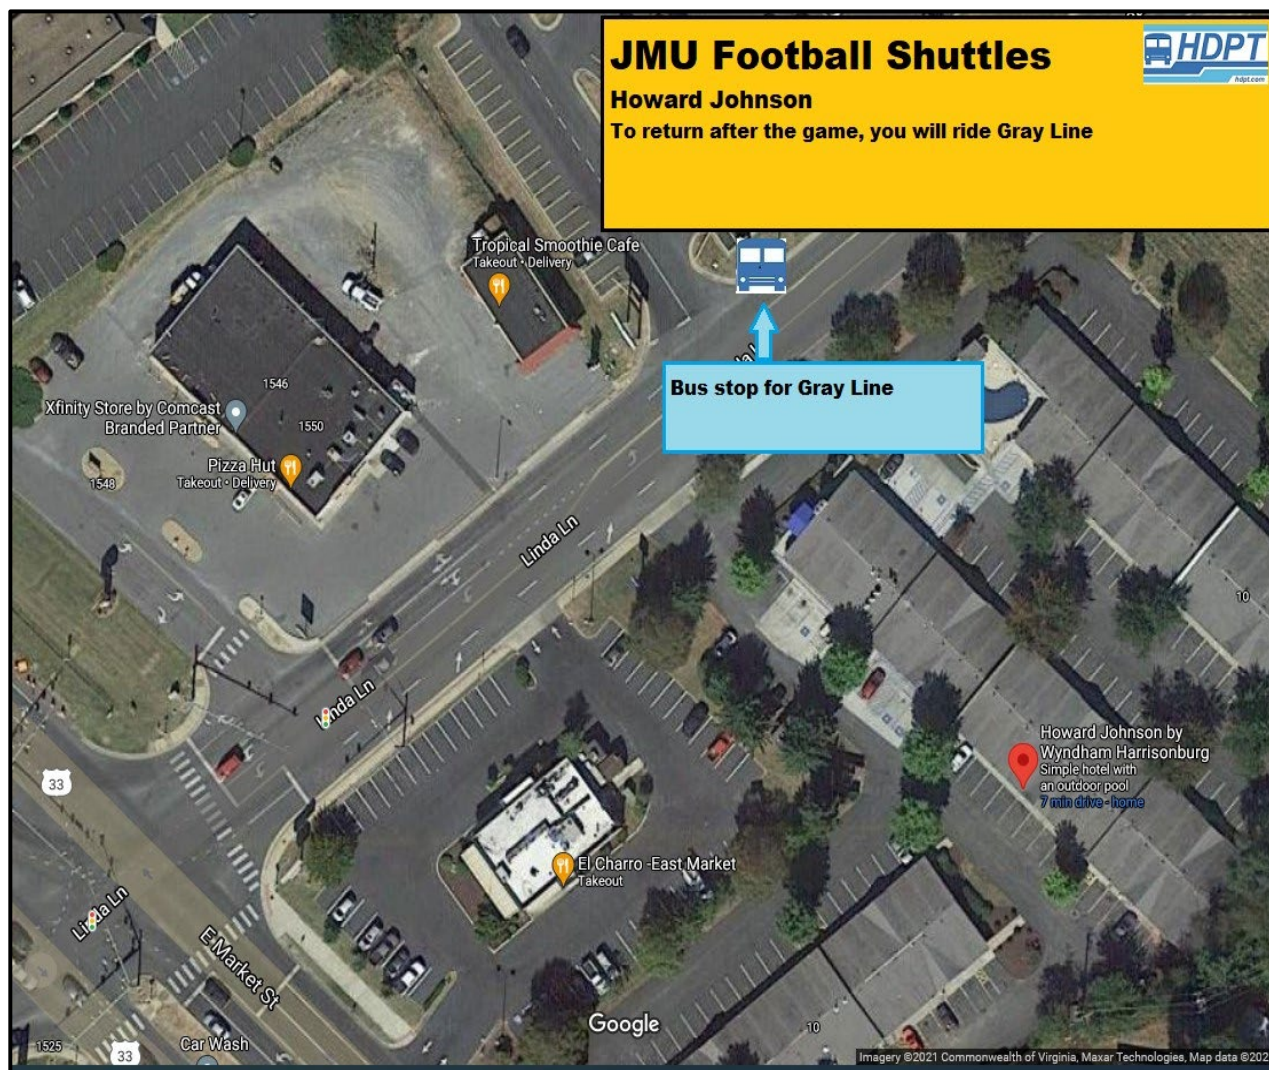 JMU Football Shuttles
HDPT
hdpt.com
Howard Johnson
To return after the game, you will ride Gray Line
Tropical Smoothie Cafe
Takeout • Delivery
Bus stop for Gray Line
1546
Xfinity Store by Comcast
Branded Partner
1550
Pizza Hut
Takeout • Delivery
1548
Linda Ln
10
Linda Ln
Howard Johnson by
Wyndham Harrisonburg
Simple hotel with
an outdoor pool
7 min drive - home
33
El Charro -East Market
Takeout
Linda Ln
E Market St
Google
10
Car Wash
1525
33
Imagery ©2021 Commonwealth of Virginia, Maxar Technologies, Map data ©202